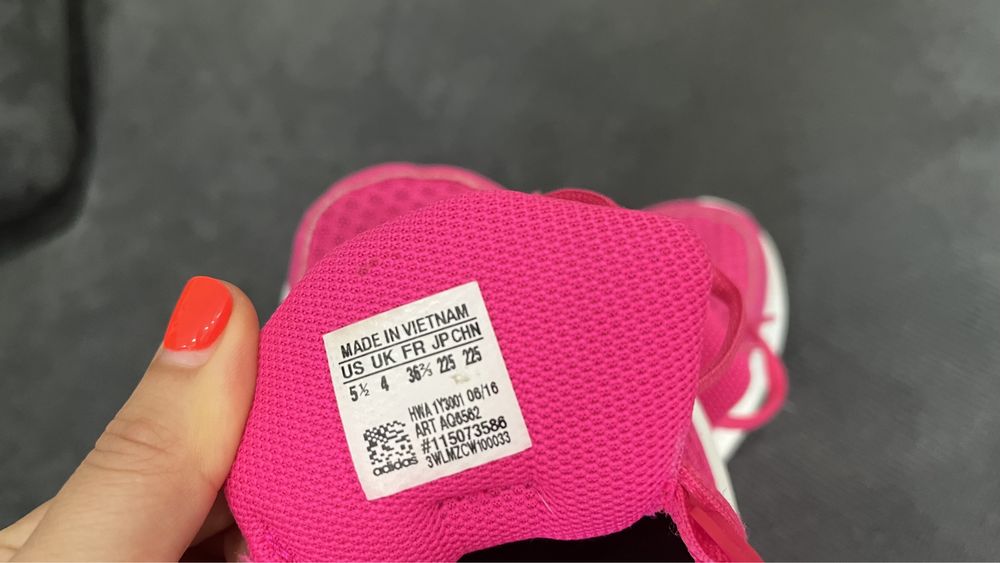 MADE IN VIETNAM
US UK FR JP CHN
5½ 4 36⅔ 225 225
HWA 1Y3001 06/16
ART AQ6562
#115073586
3WLMZCW100033
adidas